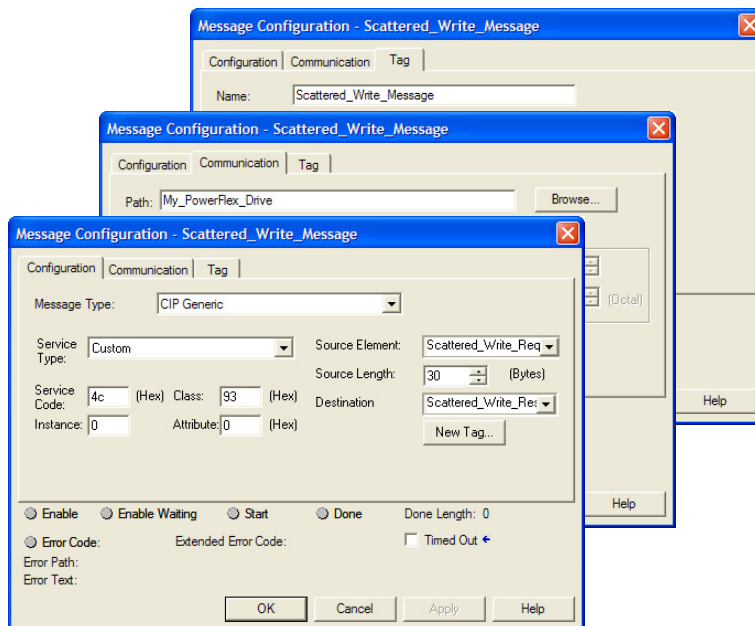 Message Configuration - Scattered_Write_Message
Configuration Communication Tag
Name: Scattered_Write_Message
Message Configuration - Scattered_Write_Message
Configuration Communication Tag
Path: My_PowerFlex_Drive Browse...
(Octal)
Help
Help
Message Configuration - Scattered_Write_Message
Configuration Communication Tag
Message Type: CIP Generic
Service Type: Custom Source Element: Scattered_Write_Req
Source Length: 30 (Bytes)
Service Code: 4c (Hex) Class: 93 (Hex) Destination Scattered_Write_Res
Instance: 0 Attribute: 0 (Hex) New Tag...
Enable Enable Waiting Start Done Done Length: 0
Error Code: Extended Error Code: Timed Out
Error Path:
Error Text:
OK Cancel Apply Help